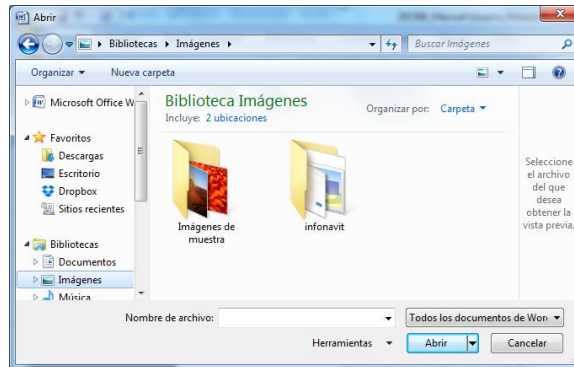 Abrir
Bibliotecas Imágenes
Buscar Imágenes
Organizar Nueva carpeta
Microsoft Office W
Favoritos
Descargas
Escritorio
Dropbox
Sitios recientes
Bibliotecas
Documentos
Imágenes
Música
Biblioteca Imágenes
Incluye: 2 ubicaciones
Organizar por: Carpeta
Imágenes de
muestra
infonavit
Seleccione
el archivo
del que
desea
obtener la
vista previa.
Nombre de archivo:
Todos los documentos de Wor
Herramientas Abrir Cancelar